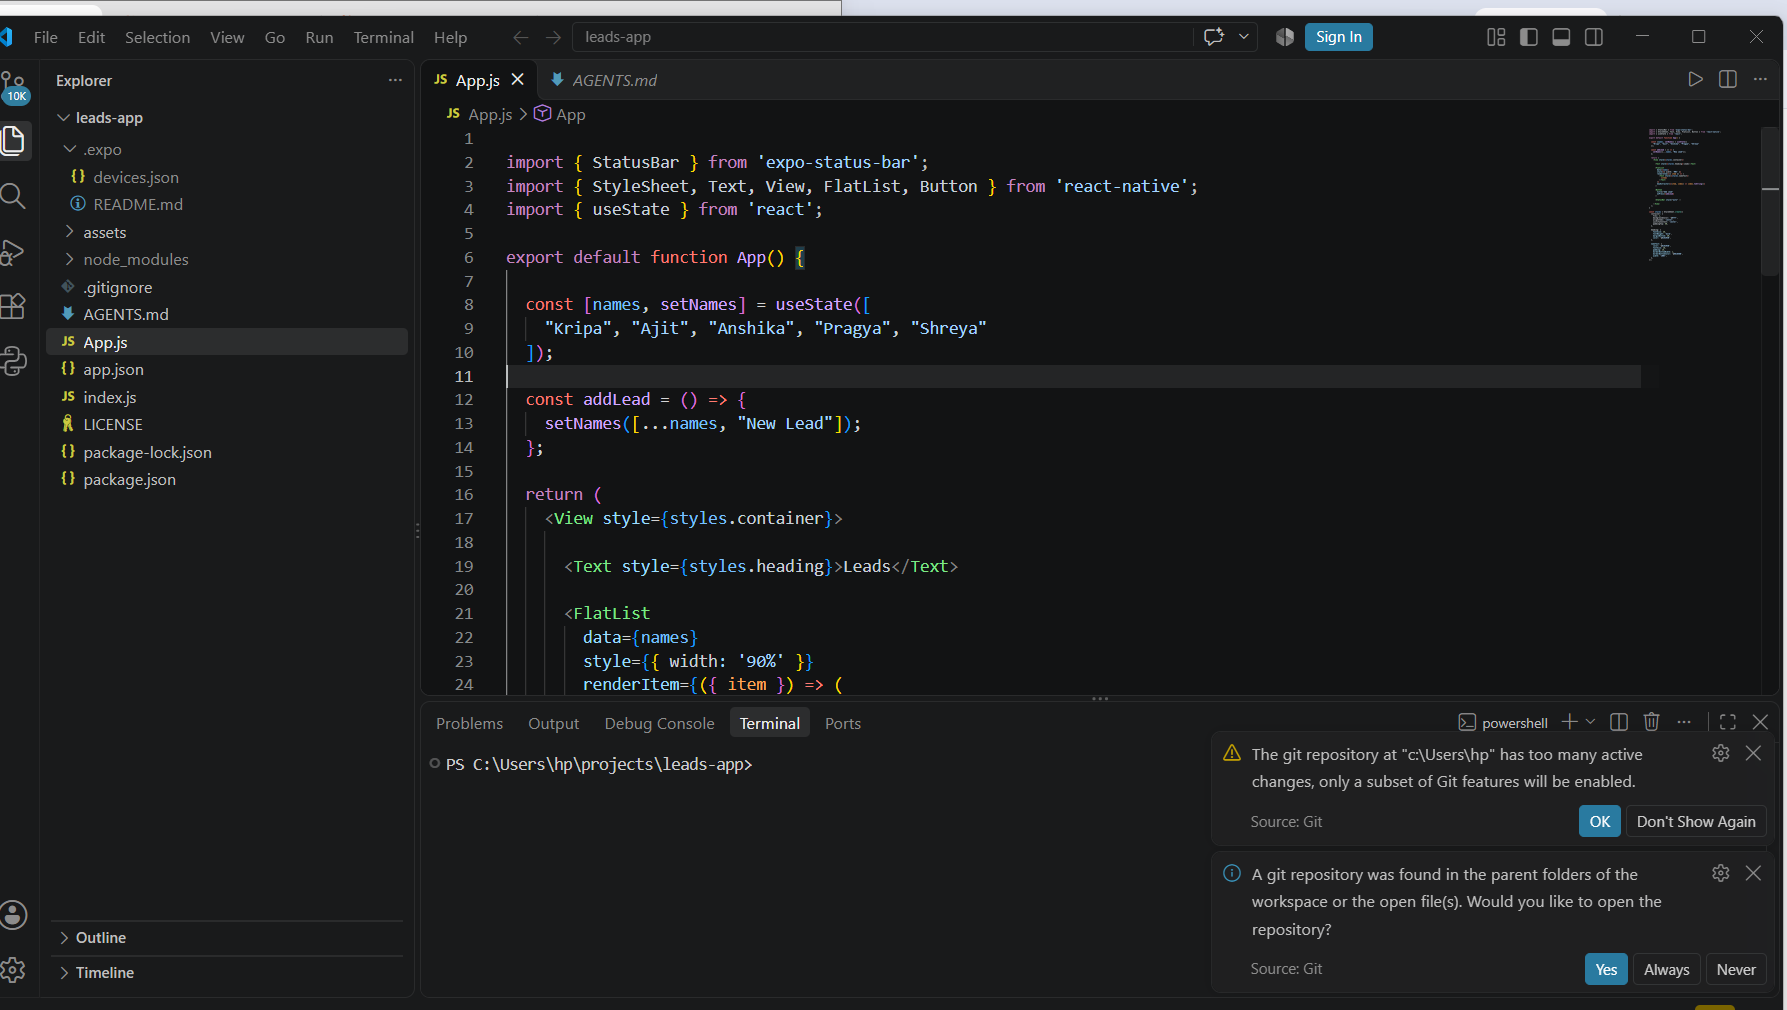 File Edit Selection View Go Run Terminal Help leads-app Sign In
10K
Explorer
leads-app
.expo
devices.json
README.md
assets
node_modules
.gitignore
AGENTS.md
JS App.js
app.json
JS index.js
LICENSE
package-lock.json
package.json
Outline
Timeline
JS App.js AGENTS.md
JS App.js > App
1
2 import { StatusBar } from 'expo-status-bar';
3 import { StyleSheet, Text, View, FlatList, Button } from 'react-native';
4 import { useState } from 'react';
5
6 export default function App() {
7
8 const [names, setNames] = useState([
9 "Kripa", "Ajit", "Anshika", "Pragya", "Shreya"
10 ]);
11
12 const addLead = () => {
13 setNames([...names, "New Lead"]);
14 };
15
16 return (
17 <View style={styles.container}>
18
19 <Text style={styles.heading}>Leads</Text>
20
21 <FlatList
22 data={names}
23 style={{ width: '90%' }}
24 renderItem={({ item }) => (
Problems Output Debug Console Terminal Ports powershell
PS C:\Users\hp\projects\leads-app>
The git repository at "c:\Users\hp" has too many active
changes, only a subset of Git features will be enabled.
Source: Git OK Don't Show Again
A git repository was found in the parent folders of the
workspace or the open file(s). Would you like to open the
repository?
Source: Git Yes Always Never